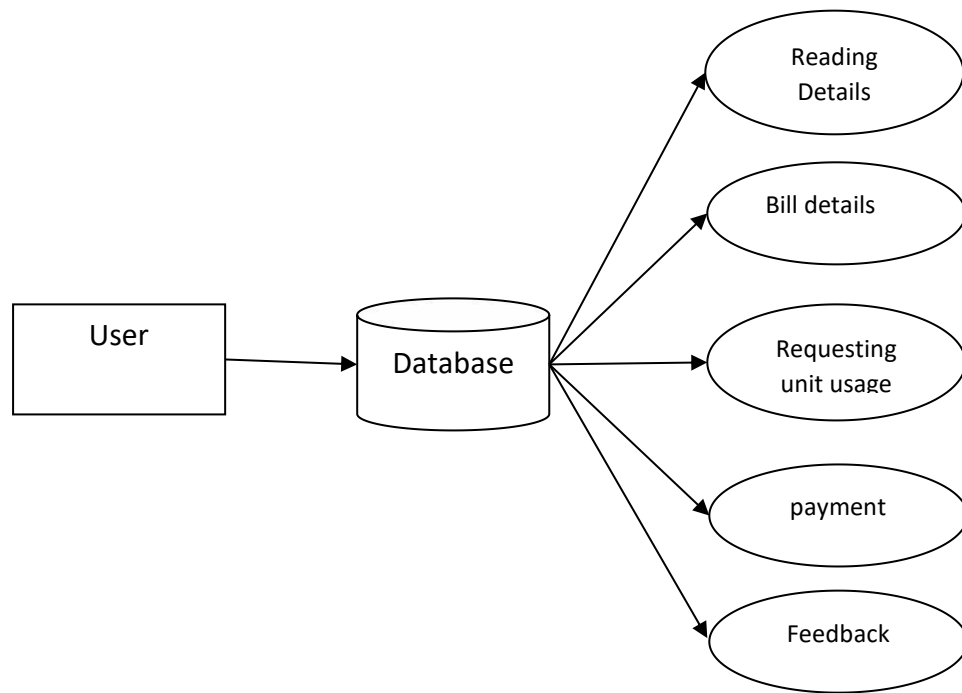 Reading
Details
Bill details
User
Database
Requesting
unit usage
payment
Feedback